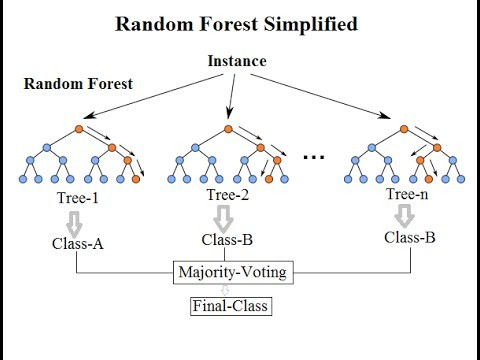 Random Forest Simplified
Instance
Random Forest
...
Tree-1
Tree-2
Tree-n
Class-A
Class-B
Class-B
Majority-Voting
Final-Class